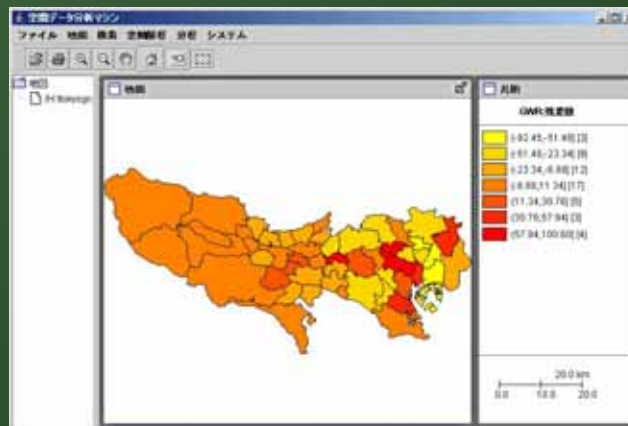 空間データ分析マシン
ファイル 地図 検索 空間解析 分析 システム
地図
地図
凡例
GWR:残差値
(-92.45,-51.48] [3]
(-51.48,-23.34] [8]
(-23.34,-6.88] [12]
(-6.88,11.34] [17]
(11.34,30.76] [5]
(30.76,57.94] [3]
(57.94,100.60] [4]
20.0 km
0.0 10.0 20.0